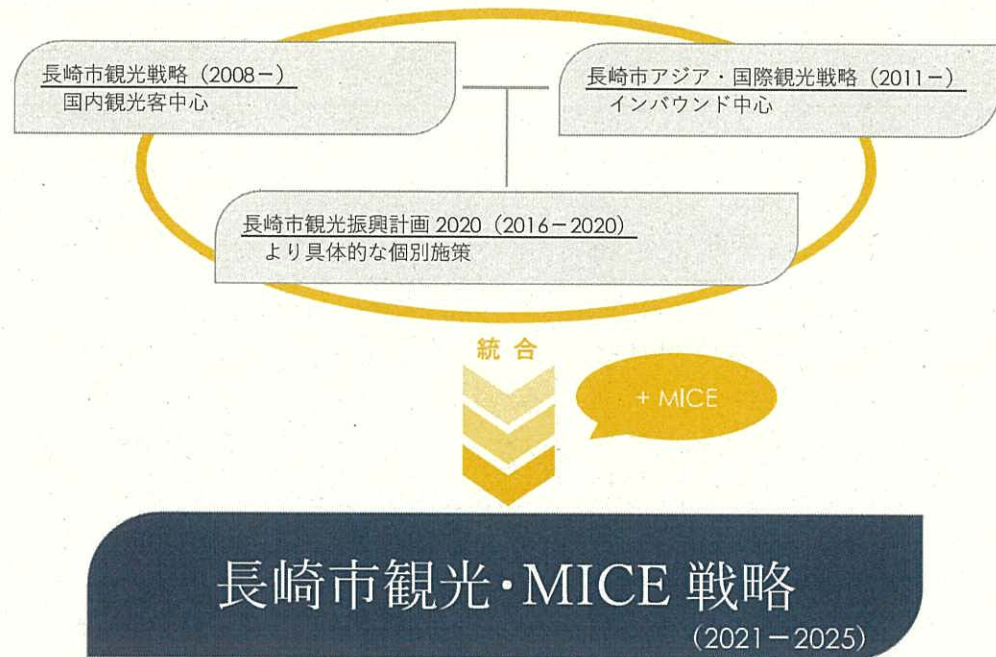 長崎市観光戦略（2008－）
国内観光客中心
長崎市アジア・国際観光戦略（2011－）
インバウンド中心
長崎市観光振興計画 2020（2016－2020）
より具体的な個別施策
統 合
+ MICE
長崎市観光・MICE 戦略
（2021－2025）